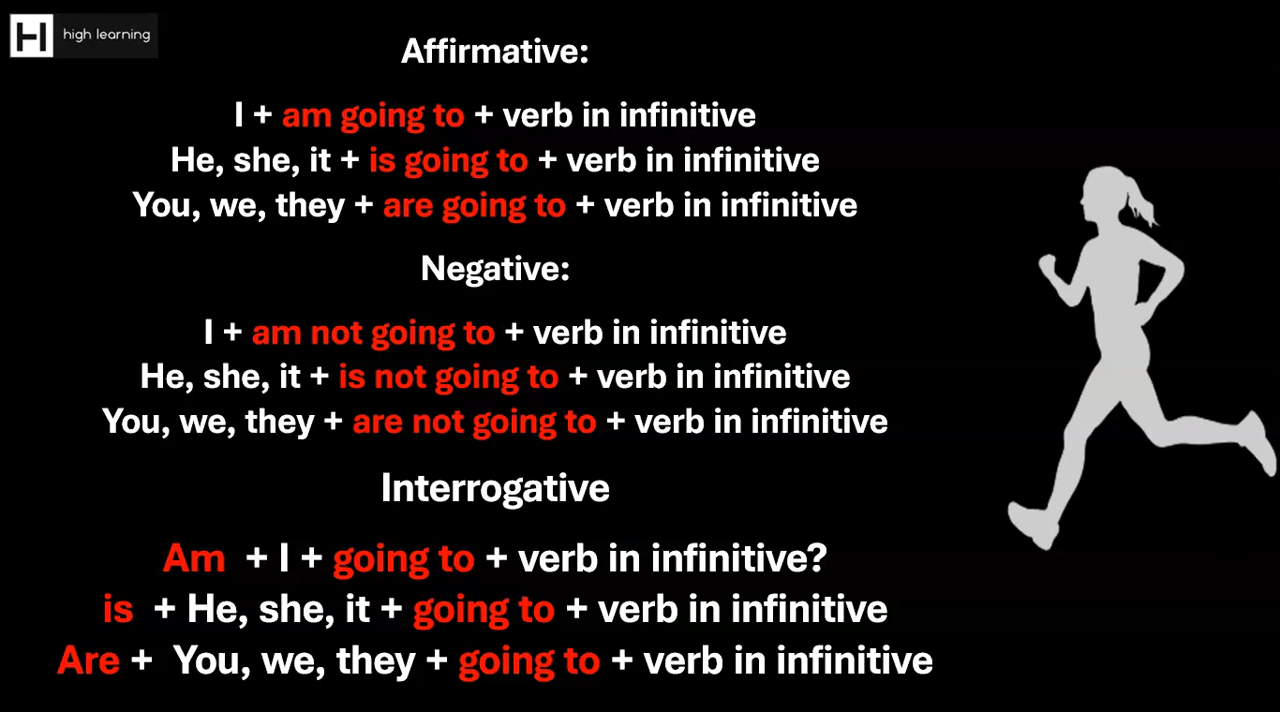 H high learning
Affirmative:
I + am going to + verb in infinitive
He, she, it + is going to + verb in infinitive
You, we, they + are going to + verb in infinitive
Negative:
I + am not going to + verb in infinitive
He, she, it + is not going to + verb in infinitive
You, we, they + are not going to + verb in infinitive
Interrogative
Am + I + going to + verb in infinitive?
is + He, she, it + going to + verb in infinitive
Are + You, we, they + going to + verb in infinitive